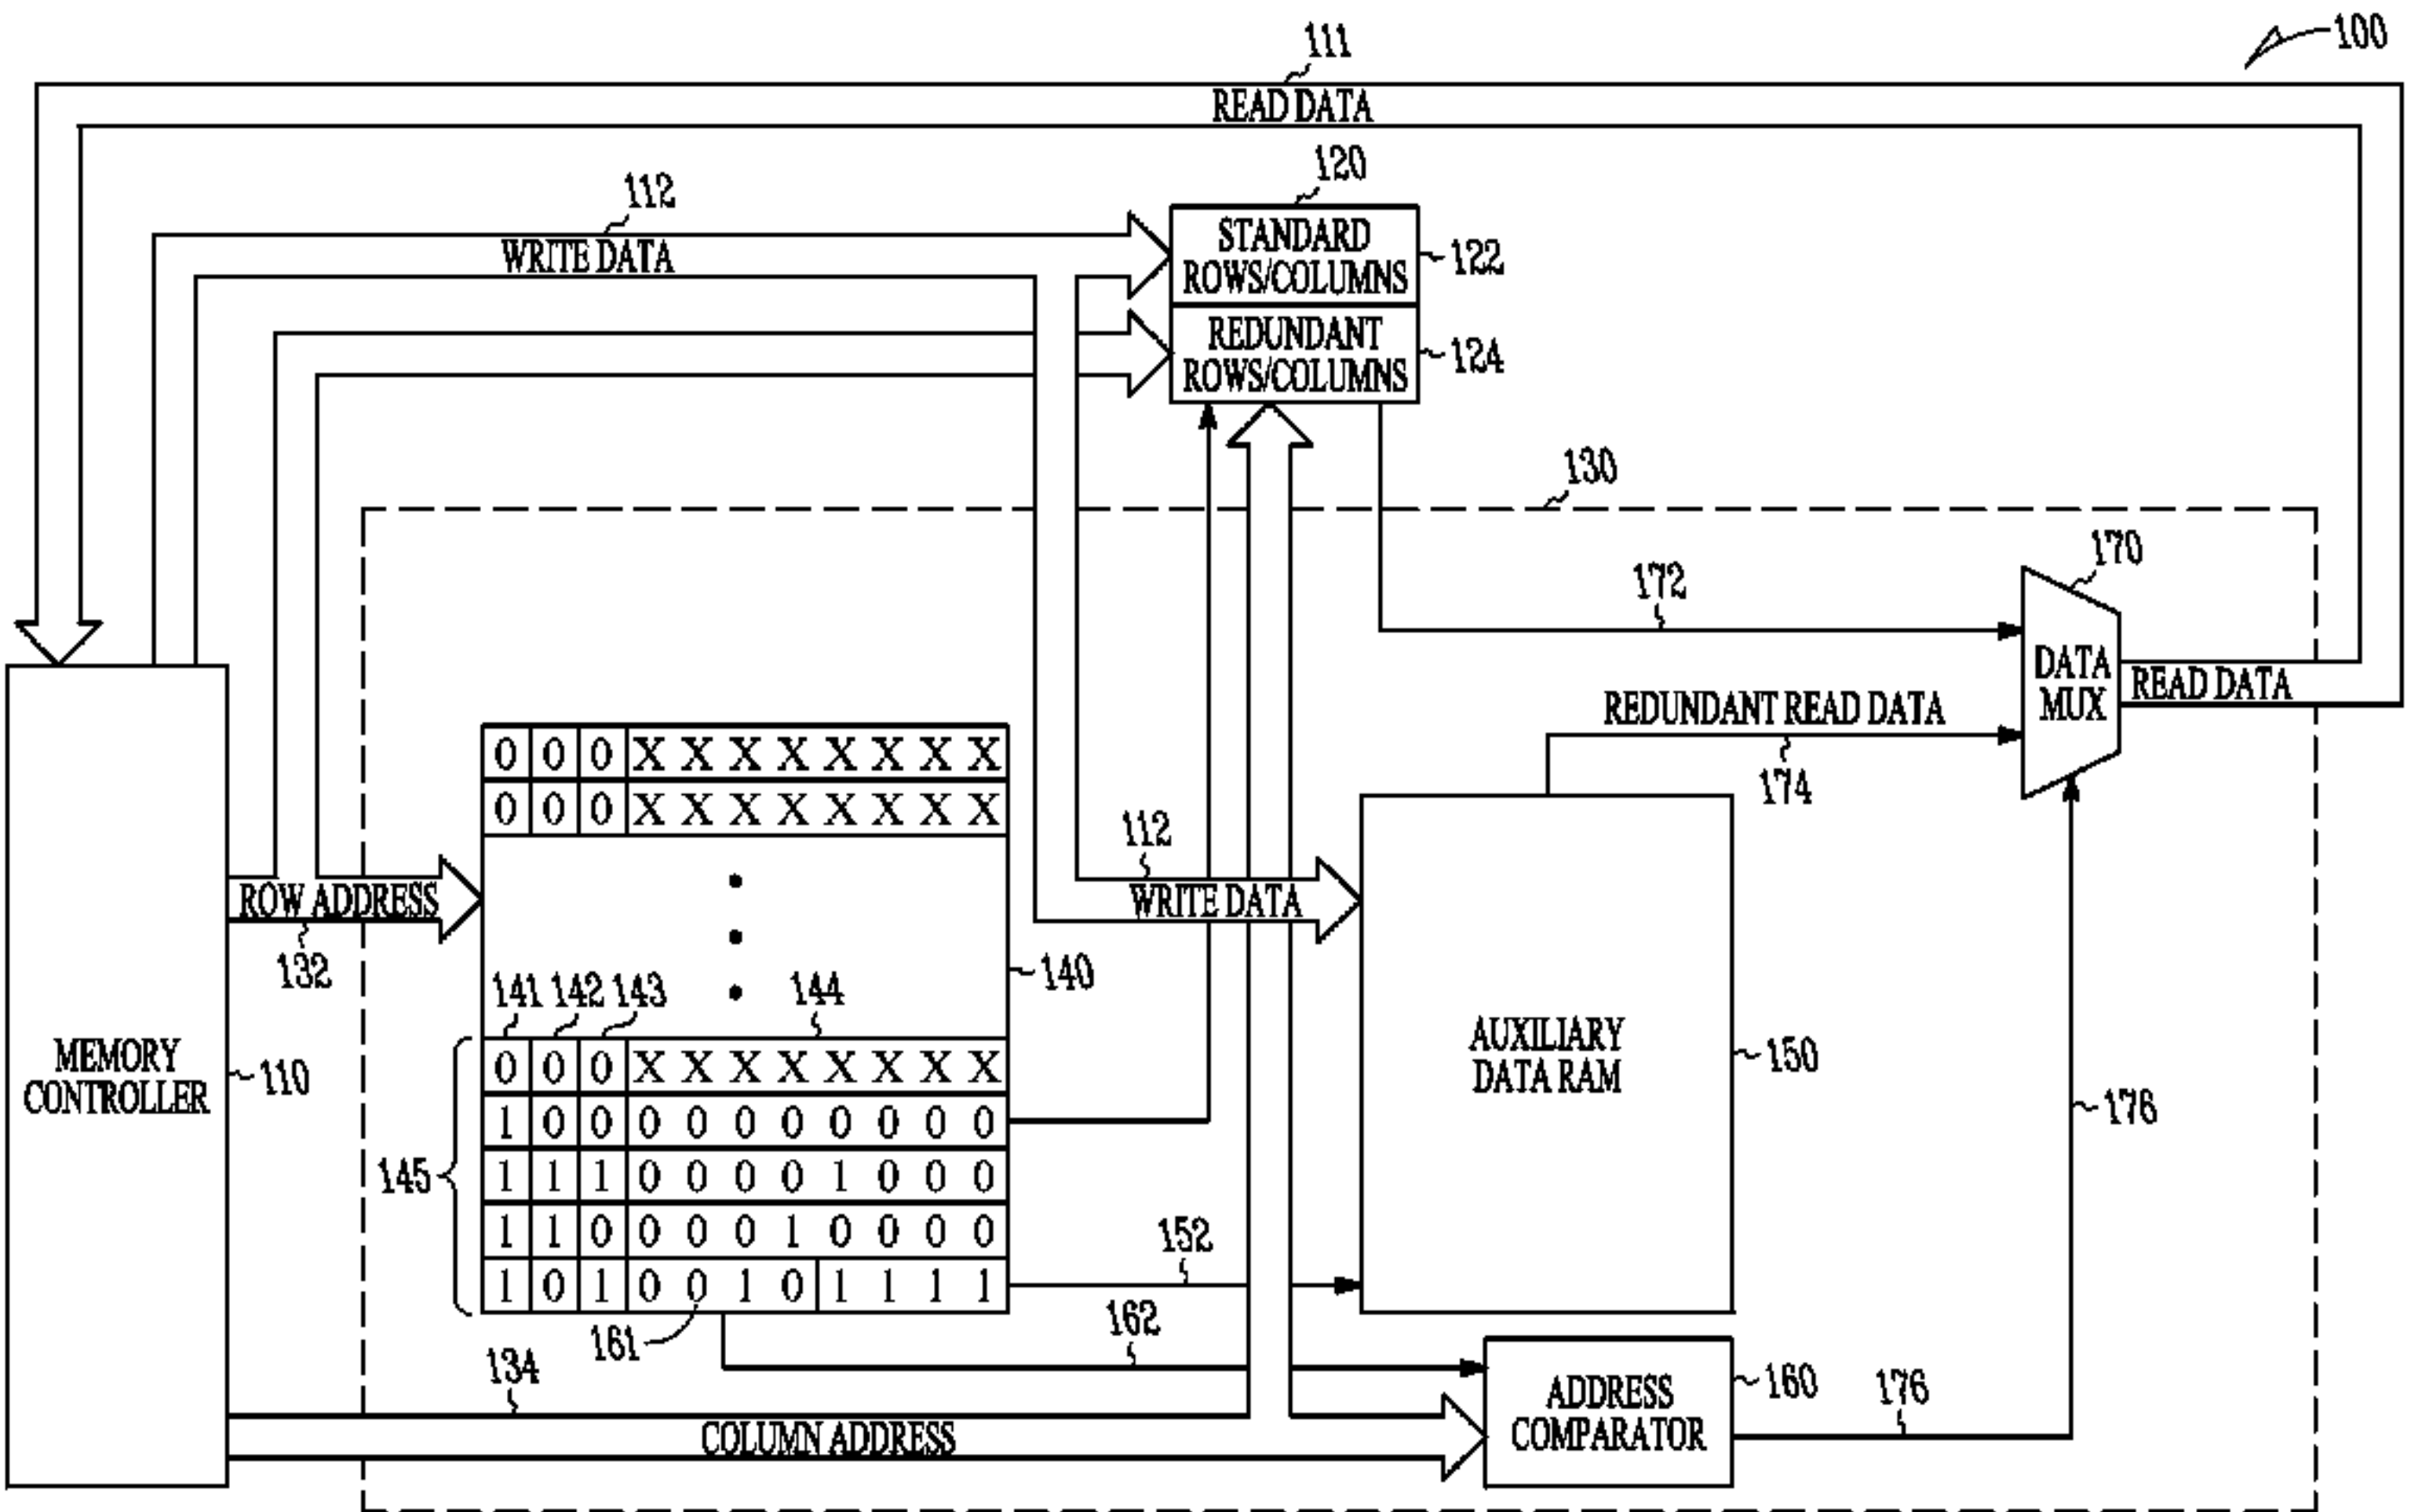 100
111
READ DATA
120
112
WRITE DATA
STANDARD
ROWS/COLUMNS
122
REDUNDANT
ROWS/COLUMNS
124
130
170
172
DATA
MUX
READ DATA
REDUNDANT READ DATA
174
0 0 0 X X X X X X X X
0 0 0 X X X X X X X X
112
WRITE DATA
ROW ADDRESS
132
140
141 142 143 144
MEMORY
CONTROLLER
110
0 0 0 X X X X X X X X
1 0 0 0 0 0 0 0 0 0 0
1 1 1 0 0 0 0 1 0 0 0
1 1 0 0 0 0 1 0 0 0 0
1 0 1 0 0 1 0 1 1 1 1
145
AUXILIARY
DATA RAM
150
176
152
161
162
134
COLUMN ADDRESS
ADDRESS
COMPARATOR
160
176